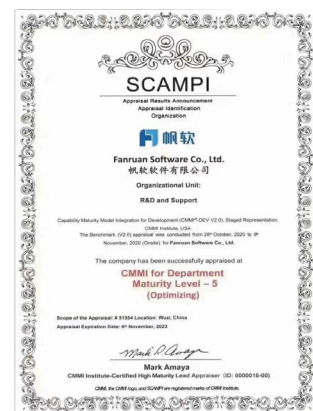 SCAMPI
Appraisal Results Announcement
Appraisal Identification
Organization
帆软
Fanruan Software Co., Ltd.
帆软软件有限公司
Organizational Unit:
R&D and Support
Capability Maturity Model Integration for Development (CMMI®-DEV V2.0), Staged Representation,
CMMI Institute, USA
The Benchmark (V2.0) appraisal was conducted from 28th October, 2020 to 9th
November, 2020 (Onsite) for Fanruan Software Co., Ltd.
The company has been successfully appraised at
CMMI for Department
Maturity Level – 5
(Optimizing)
Scope of the Appraisal: # 51554 Location: Wuxi, China
Appraisal Expiration Date: 9th November, 2023
Mark Amaya
CMMI Institute-Certified High Maturity Lead Appraiser (ID: 0000016-00)
CMMI, the CMMI logo, and SCAMPI are registered marks of CMMI Institute.